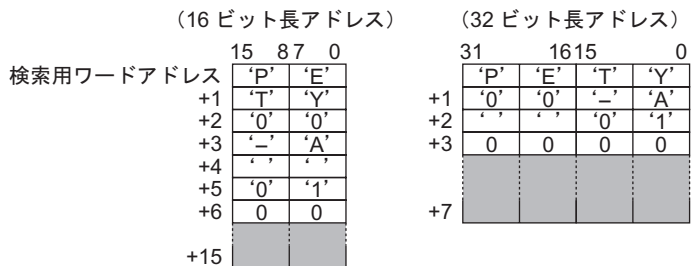 （16 ビット長アドレス）	（32 ビット長アドレス）
15 8 7 0	31 16 15 0
検索用ワードアドレス ‘P’ ‘E’	‘P’ ‘E’ ‘T’ ‘Y’
+1 ‘T’ ‘Y’	+1 ‘0’ ‘0’ ‘–’ ‘A’
+2 ‘0’ ‘0’	+2 ‘ ’ ‘ ’ ‘0’ ‘1’
+3 ‘–’ ‘A’	+3 0 0 0 0
+4 ‘ ’ ‘ ’
+5 ‘0’ ‘1’
+6 0 0	+7
+15